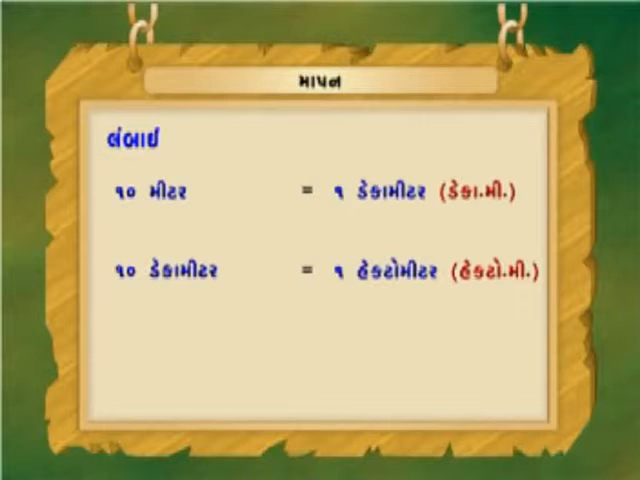 માપન
લંબાઈ
૧૦ મીટર = ૧ ડેકામીટર (ડેકા.મી.)
૧૦ ડેકામીટર = ૧ હેક્ટોમીટર (હેક્ટો.મી.)